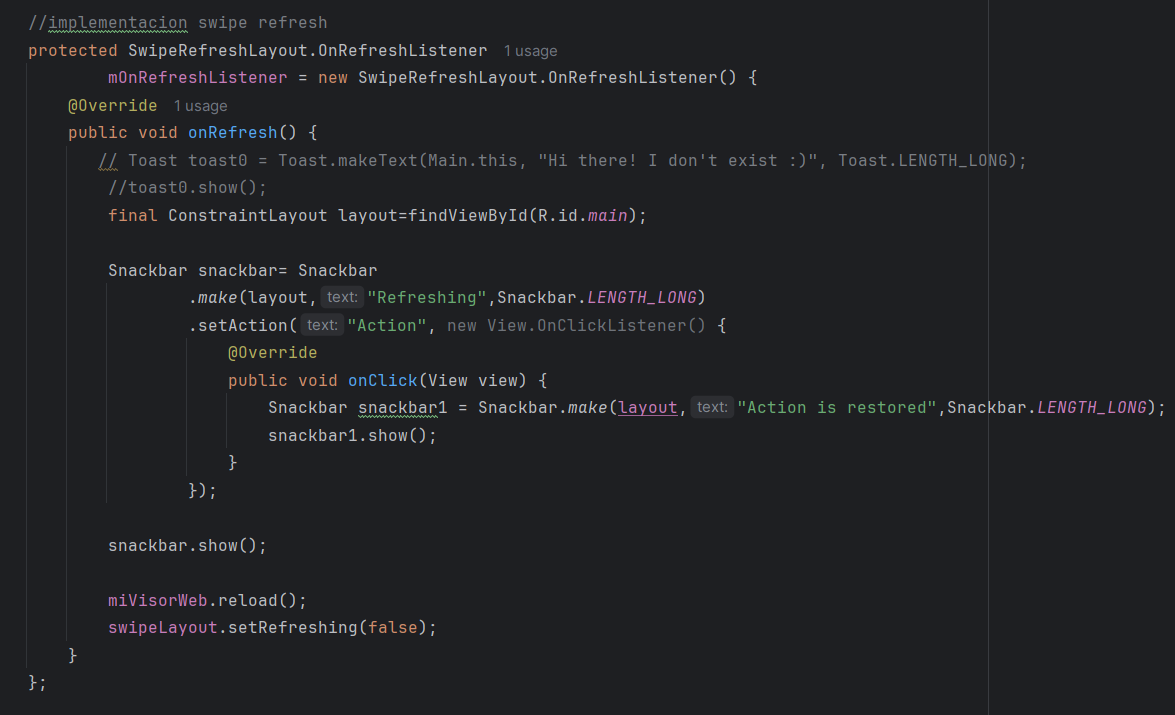 //implementacion swipe refresh
protected SwipeRefreshLayout.OnRefreshListener 1 usage
mOnRefreshListener = new SwipeRefreshLayout.OnRefreshListener() {
@Override 1 usage
public void onRefresh() {
// Toast toast0 = Toast.makeText(Main.this, "Hi there! I don't exist :)", Toast.LENGTH_LONG);
//toast0.show();
final ConstraintLayout layout=findViewById(R.id.main);
Snackbar snackbar= Snackbar
.make(layout, text: "Refreshing",Snackbar.LENGTH_LONG)
.setAction( text: "Action", new View.OnClickListener() {
@Override
public void onClick(View view) {
Snackbar snackbar1 = Snackbar.make(layout, text: "Action is restored",Snackbar.LENGTH_LONG);
snackbar1.show();
}
});
snackbar.show();
miVisorWeb.reload();
swipeLayout.setRefreshing(false);
}
};